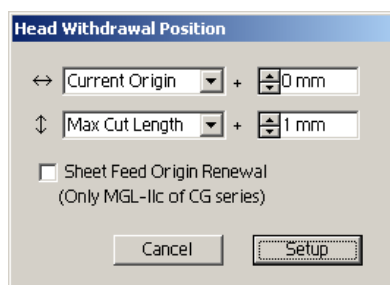 Head Withdrawal Position
↔ Current Origin + 0 mm
↕ Max Cut Length + 1 mm
Sheet Feed Origin Renewal
(Only MGL-IIc of CG series)
Cancel Setup